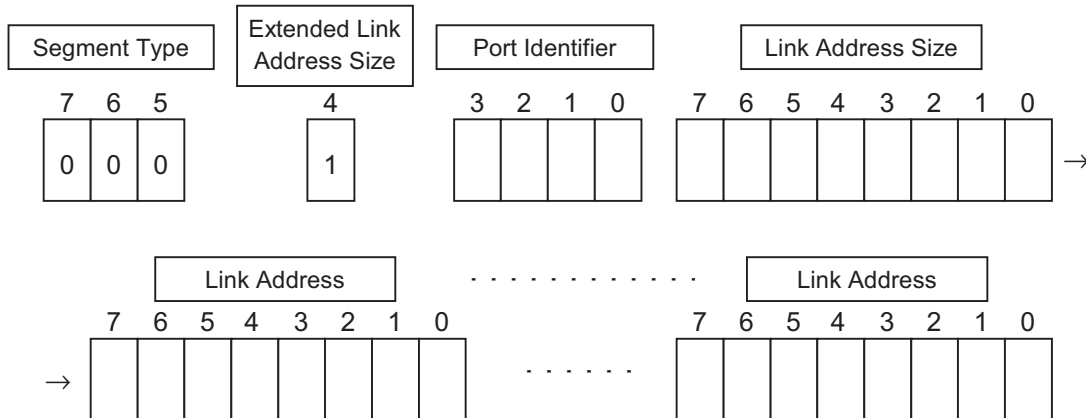 Segment Type
Extended Link
Address Size
Port Identifier
Link Address Size
7 6 5
4
3 2 1 0
7 6 5 4 3 2 1 0
0 0 0
1
→
Link Address
. . . . . . . . . . . .
Link Address
7 6 5 4 3 2 1 0
7 6 5 4 3 2 1 0
→
. . . . . .